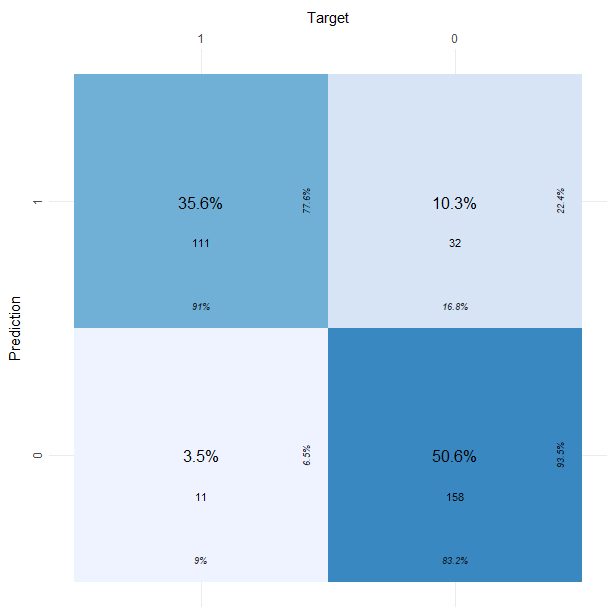 Target
1 0
Prediction
1
35.6% 77.6% 10.3% 22.4%
111 32
91% 16.8%
0
3.5% 6.5% 50.6% 93.5%
11 158
9% 83.2%